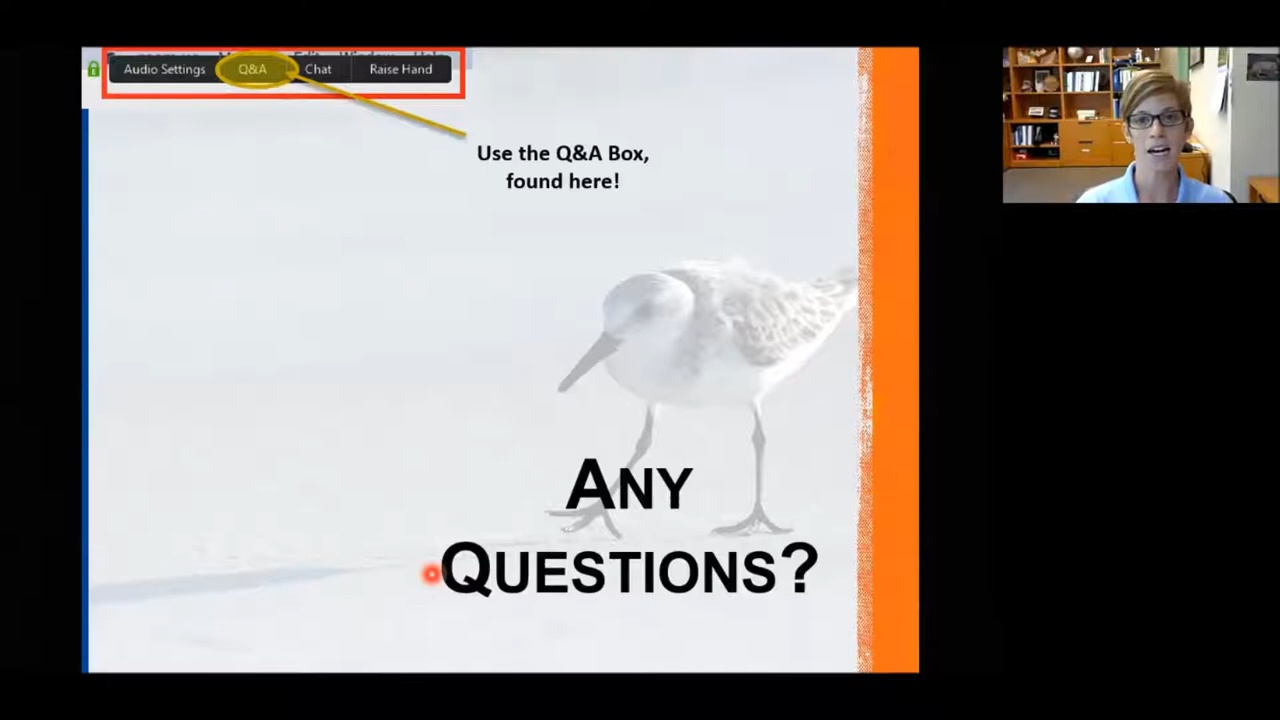 Audio Settings Q&A Chat Raise Hand
Use the Q&A Box,
found here!
ANY
QUESTIONS?